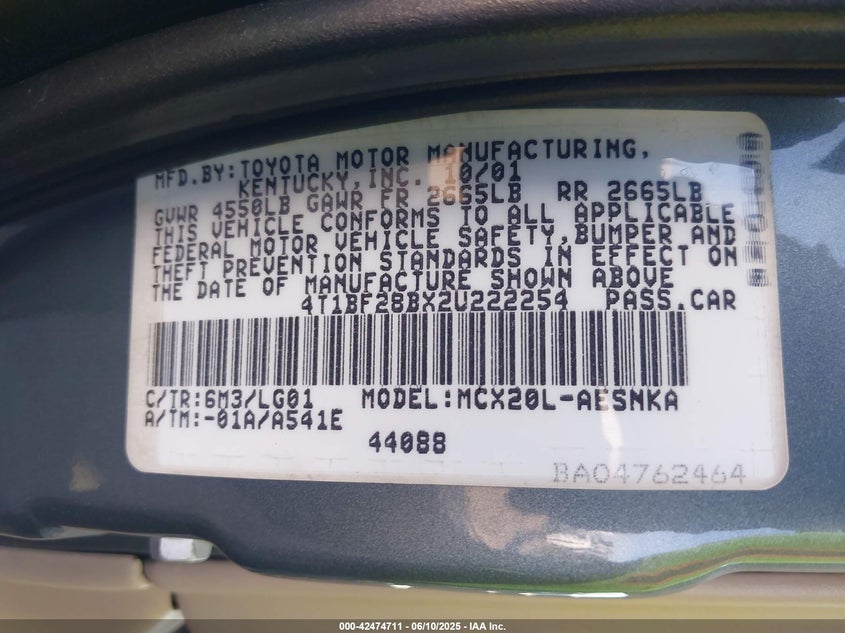 MFD.BY:TOYOTA MOTOR MANUFACTURING,
KENTUCKY,INC. 10/01
GVWR 4550LB GAWR FR 2665LB RR 2665LB
THIS VEHICLE CONFORMS TO ALL APPLICABLE
FEDERAL MOTOR VEHICLE SAFETY,BUMPER AND
THEFT PREVENTION STANDARDS IN EFFECT ON
THE DATE OF MANUFACTURE SHOWN ABOVE
4T1BF28BX2U222254 PASS.CAR
C/TR:6M3/LG01 MODEL:MCX20L-AESNKA
A/TM:-01A/A541E
44088
BA04762464
000-42474711 | 06/10/2025 | IAA Inc.